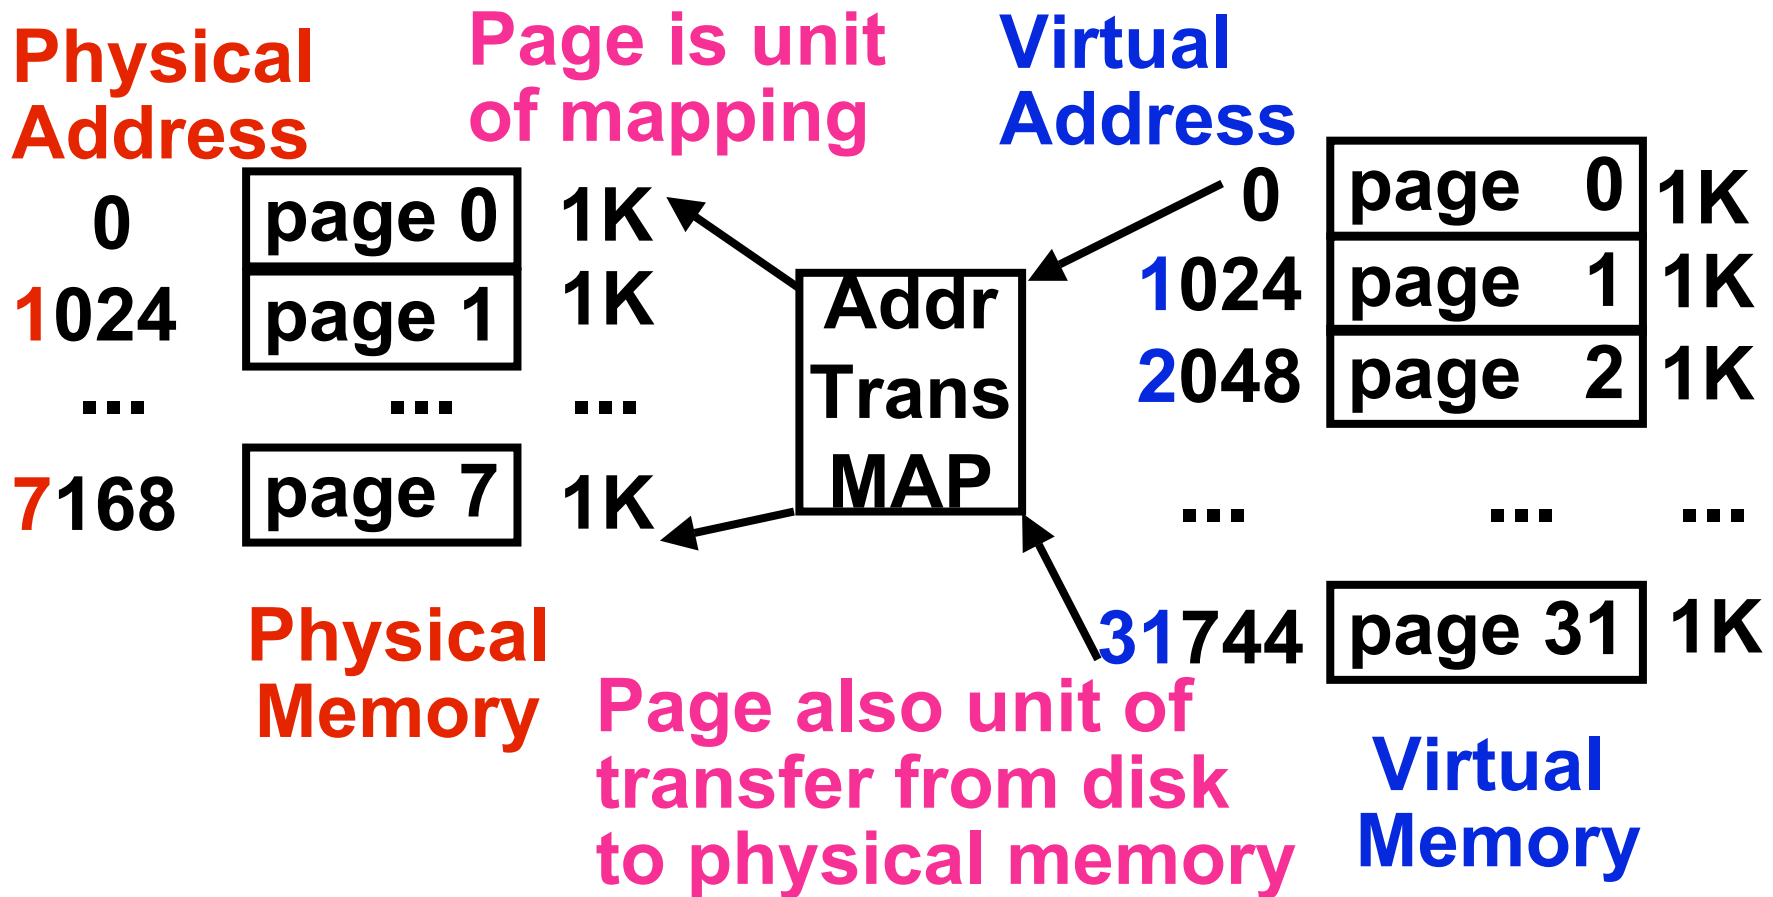 Physical
Address
Page is unit
of mapping
Virtual
Address
0
page 0
1K
1024
page 1
1K
...
...
...
7168
page 7
1K
Physical
Memory
Addr
Trans
MAP
0
page 0
1K
1024
page 1
1K
2048
page 2
1K
...
...
...
31744
page 31
1K
Virtual
Memory
Page also unit of
transfer from disk
to physical memory